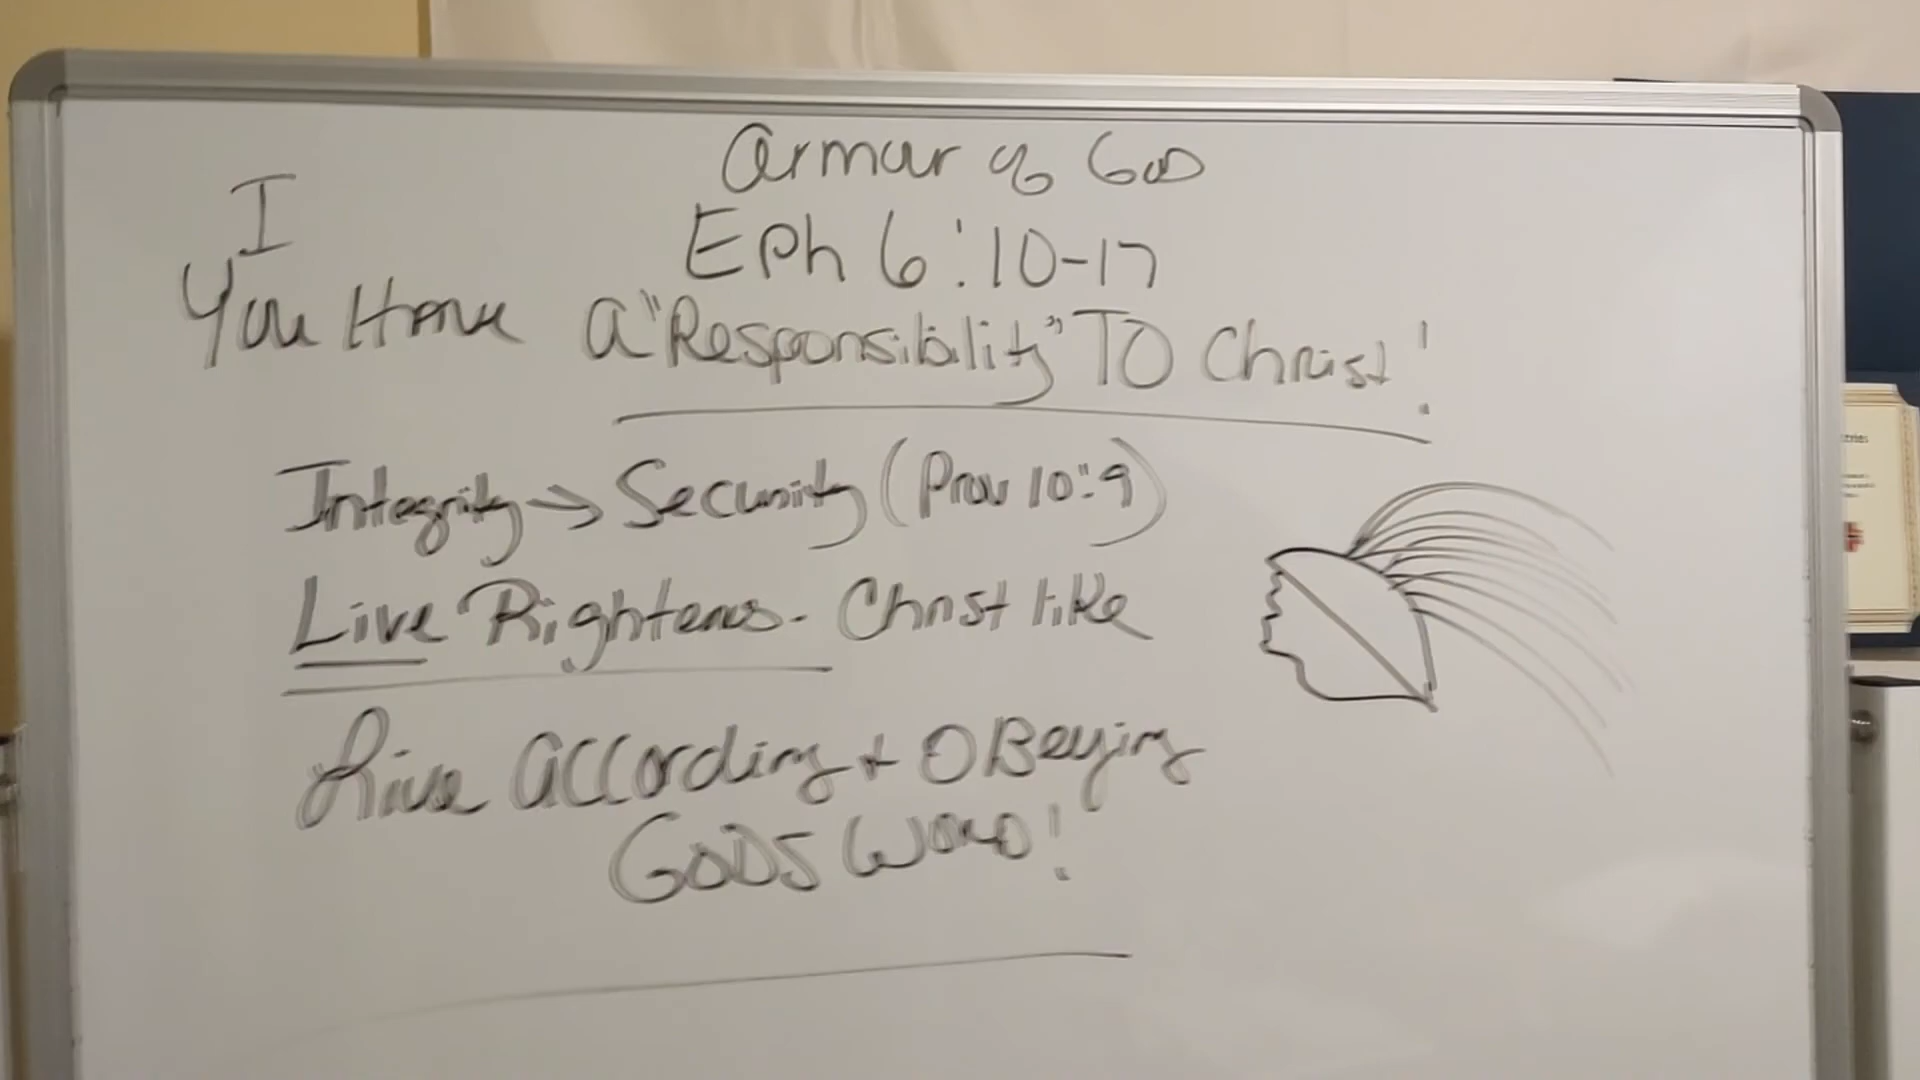 Armur of GOD
Eph 6:10-17
I
You Have a "Responsibility" TO Christ!
Integrity → Security (Prov 10:9)
Live Righteous - Christ like
Live According + OBeying
GODS Word!